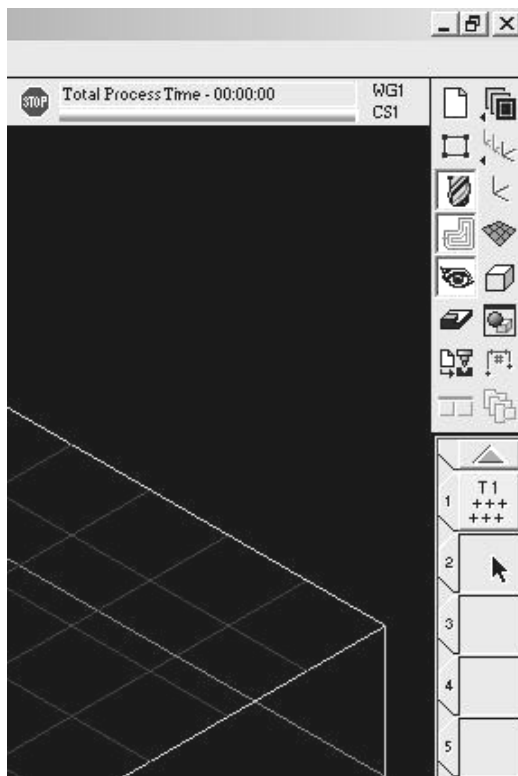 STOP
Total Process Time - 00:00:00
WG1
CS1
#
1
T1
+++
+++
2
3
4
5